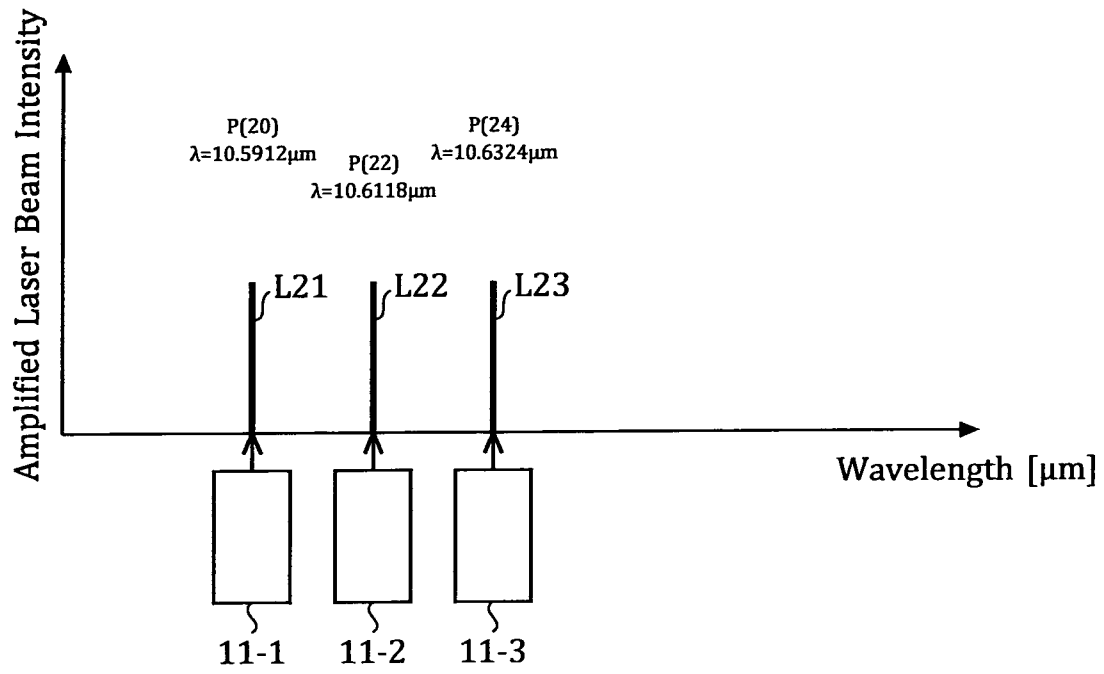 Amplified Laser Beam Intensity
P(20)
λ=10.5912μm
P(22)
λ=10.6118μm
P(24)
λ=10.6324μm
L21
L22
L23
Wavelength [μm]
11-1
11-2
11-3